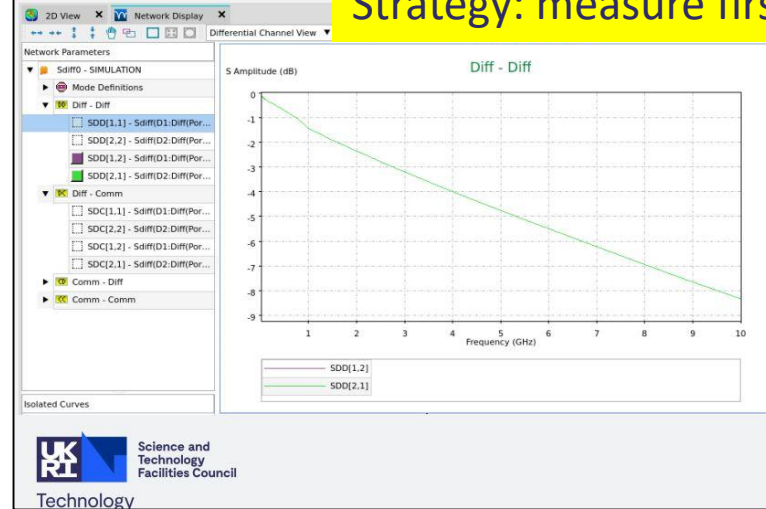 Strategy: measure firs
2D View
Network Display
Differential Channel View
Network Parameters
Sdiff0 - SIMULATION
Mode Definitions
Diff - Diff
SDD[1,1] - Sdiff(D1:Diff(Por...
SDD[2,2] - Sdiff(D2:Diff(Por...
SDD[1,2] - Sdiff(D1:Diff(Por...
SDD[2,1] - Sdiff(D2:Diff(Por...
Diff - Comm
SDC[1,1] - Sdiff(D1:Diff(Por...
SDC[2,2] - Sdiff(D2:Diff(Por...
SDC[1,2] - Sdiff(D1:Diff(Por...
SDC[2,1] - Sdiff(D2:Diff(Por...
Comm - Diff
Comm - Comm
Isolated Curves
S Amplitude (dB)
Diff - Diff
0
-1
-2
-3
-4
-5
-6
-7
-8
-9
1 2 3 4 5 6 7 8 9 10
Frequency (GHz)
SDD[1,2]
SDD[2,1]
UK
RI
Science and
Technology
Facilities Council
Technology